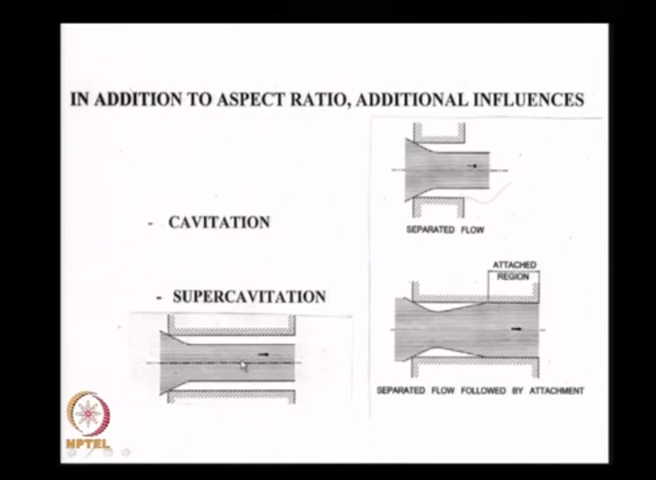 IN ADDITION TO ASPECT RATIO, ADDITIONAL INFLUENCES
- CAVITATION
- SUPERCAVITATION
SEPARATED FLOW
ATTACHED
REGION
SEPARATED FLOW FOLLOWED BY ATTACHMENT
NPTEL